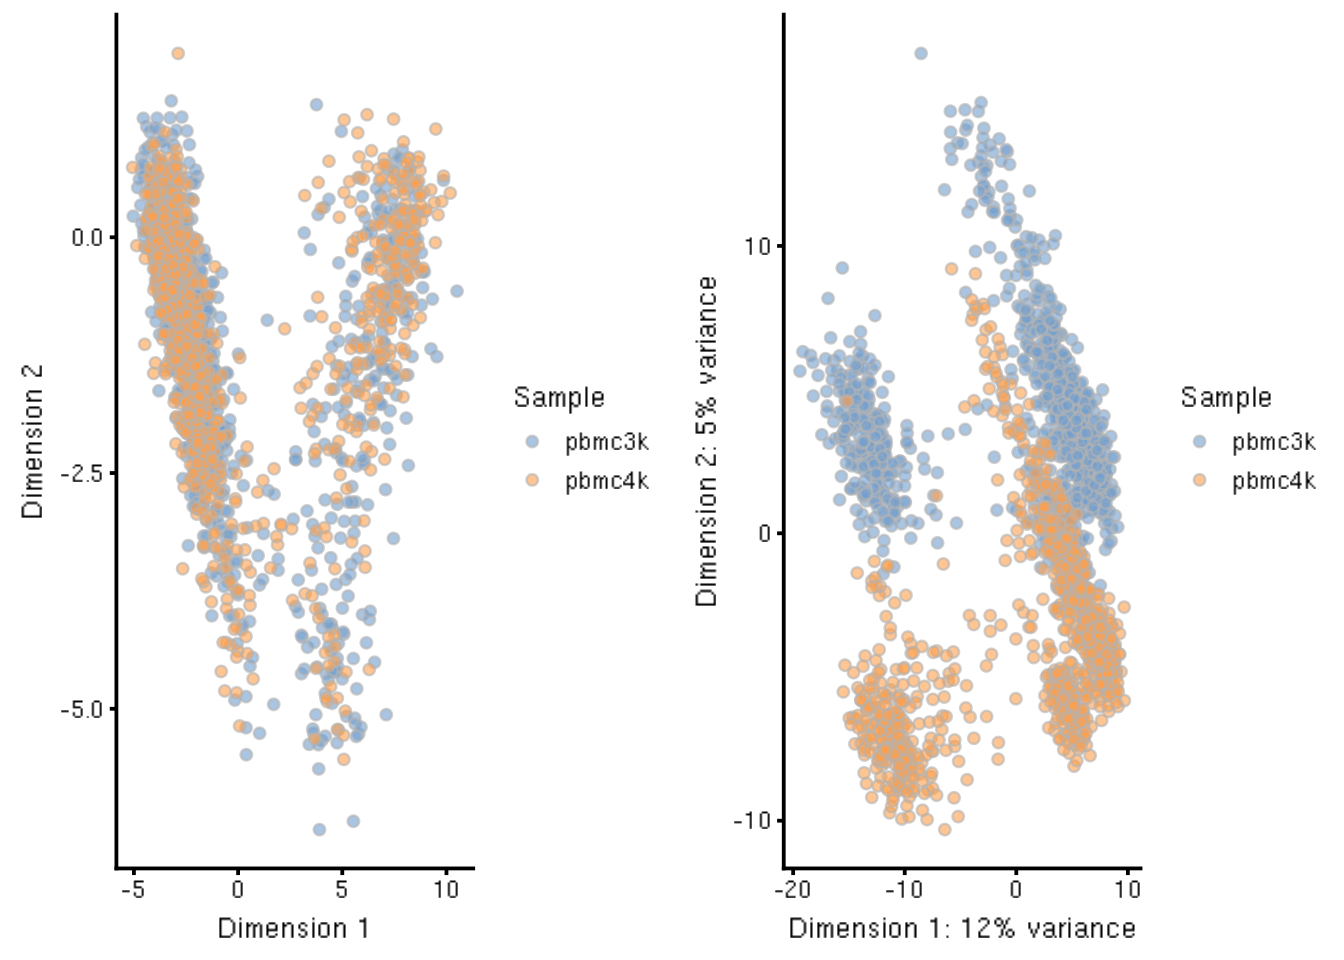 0.0
-2.5
-5.0
-5
0
5
10
Dimension 1
Dimension 2
Sample
pbmc3k
pbmc4k
10
0
-10
-20
-10
0
10
Dimension 1: 12% variance
Dimension 2: 5% variance
Sample
pbmc3k
pbmc4k